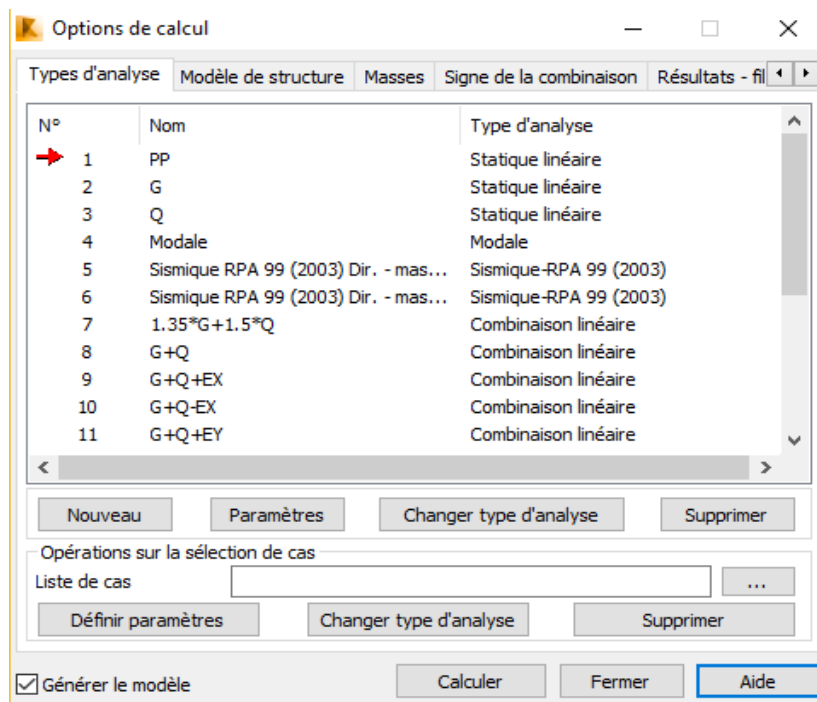 Options de calcul
Types d'analyse Modèle de structure Masses Signe de la combinaison Résultats - fil
N° Nom Type d'analyse
1 PP Statique linéaire
2 G Statique linéaire
3 Q Statique linéaire
4 Modale Modale
5 Sismique RPA 99 (2003) Dir. - mas... Sismique-RPA 99 (2003)
6 Sismique RPA 99 (2003) Dir. - mas... Sismique-RPA 99 (2003)
7 1.35*G+1.5*Q Combinaison linéaire
8 G+Q Combinaison linéaire
9 G+Q+EX Combinaison linéaire
10 G+Q-EX Combinaison linéaire
11 G+Q+EY Combinaison linéaire
Nouveau Paramètres Changer type d'analyse Supprimer
Opérations sur la sélection de cas
Liste de cas ...
Définir paramètres Changer type d'analyse Supprimer
Générer le modèle Calculer Fermer Aide